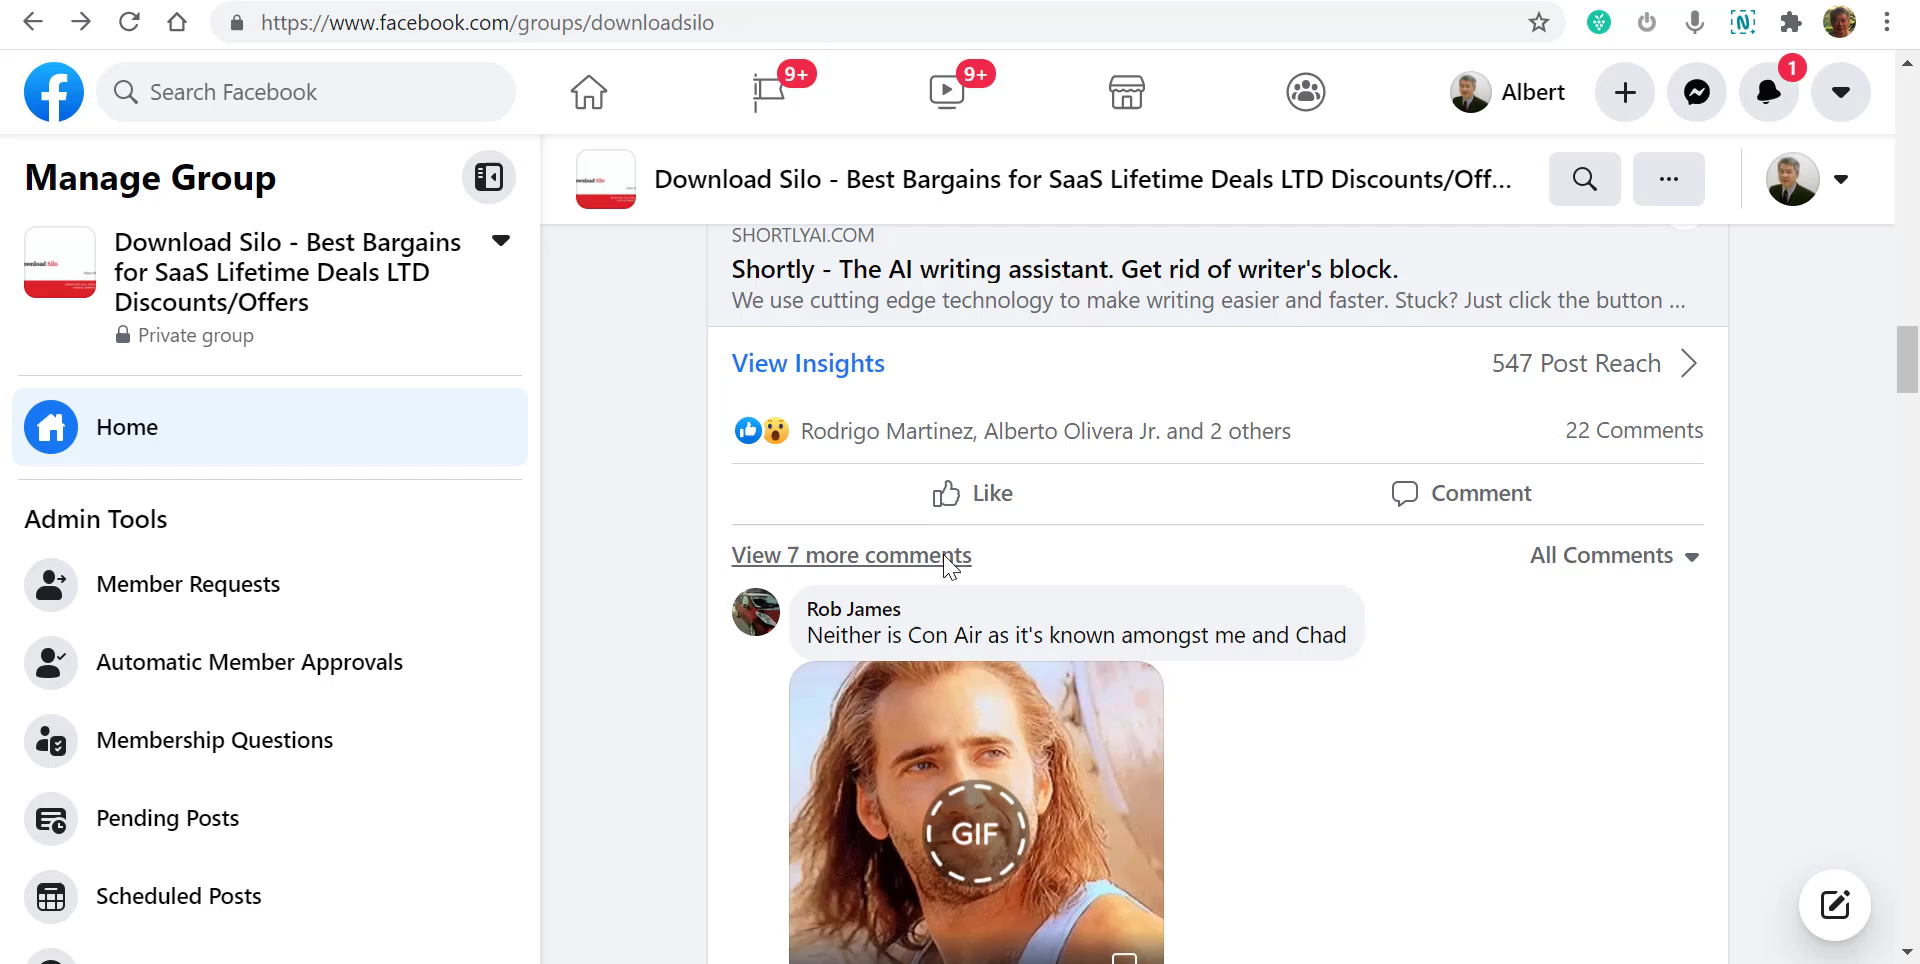 https://www.facebook.com/groups/downloadsilo
Search Facebook
9+
9+
Albert
1
Manage Group
Download Silo - Best Bargains for SaaS Lifetime Deals LTD Discounts/Off...
Download Silo - Best Bargains
for SaaS Lifetime Deals LTD
Discounts/Offers
Private group
Home
Admin Tools
Member Requests
Automatic Member Approvals
Membership Questions
Pending Posts
Scheduled Posts
SHORTLYAI.COM
Shortly - The AI writing assistant. Get rid of writer's block.
We use cutting edge technology to make writing easier and faster. Stuck? Just click the button ...
View Insights
547 Post Reach
Rodrigo Martinez, Alberto Olivera Jr. and 2 others
22 Comments
Like
Comment
View 7 more comments
All Comments
Rob James
Neither is Con Air as it's known amongst me and Chad
GIF